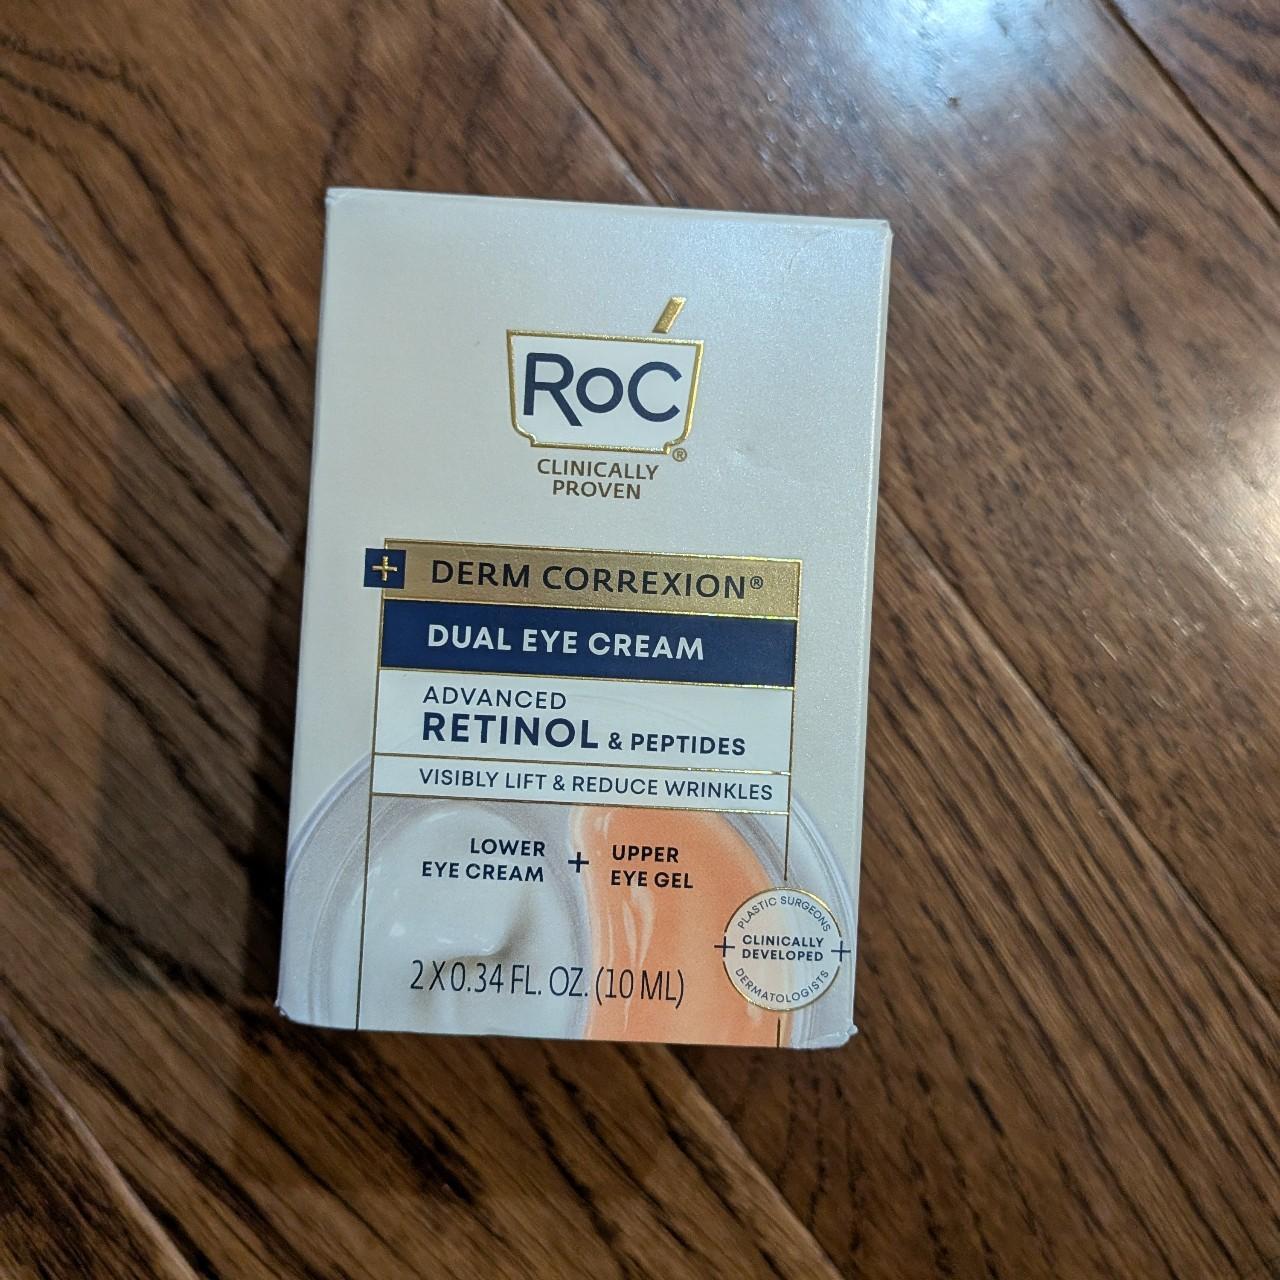 RoC®
CLINICALLY
PROVEN
+ DERM CORREXION®
DUAL EYE CREAM
ADVANCED
RETINOL & PEPTIDES
VISIBLY LIFT & REDUCE WRINKLES
LOWER
EYE CREAM
+
UPPER
EYE GEL
PLASTIC SURGEONS
+ CLINICALLY +
DEVELOPED
DERMATOLOGISTS
2 X 0.34 FL. OZ. (10 ML)